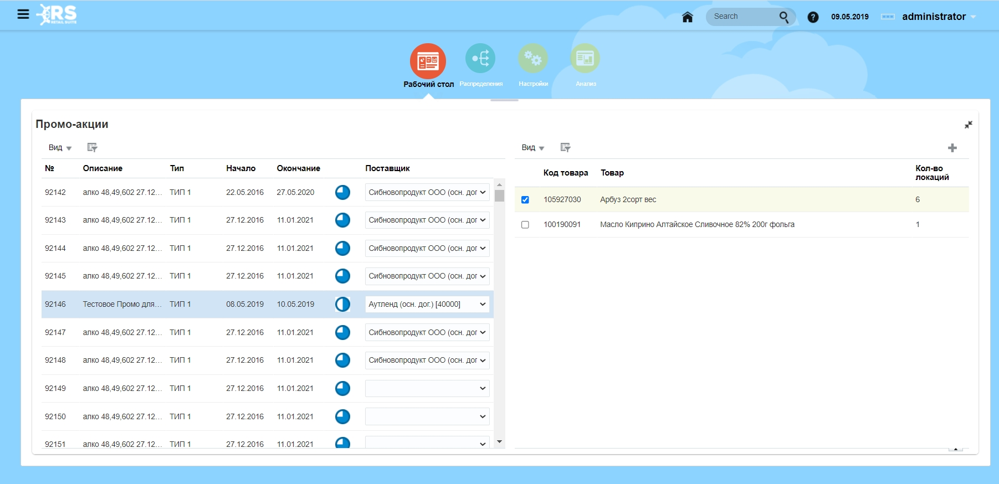 RS
RETAIL SUITE
Search
?
09.05.2019
administrator
Рабочий стол
Распределения
Настройки
Анализ
Промо-акции
Вид
№ Описание Тип Начало Окончание Поставщик
92142 алко 48,49,602 27.12... ТИП 1 22.05.2016 27.05.2020 Сибновопродукт ООО (осн. дог
92143 алко 48,49,602 27.12... ТИП 1 27.12.2016 11.01.2021 Сибновопродукт ООО (осн. дог
92144 алко 48,49,602 27.12... ТИП 1 27.12.2016 11.01.2021 Сибновопродукт ООО (осн. дог
92145 алко 48,49,602 27.12... ТИП 1 27.12.2016 11.01.2021 Сибновопродукт ООО (осн. дог
92146 Тестовое Промо для... ТИП 1 08.05.2019 10.05.2019 Аутленд (осн. дог.) [40000]
92147 алко 48,49,602 27.12... ТИП 1 27.12.2016 11.01.2021 Сибновопродукт ООО (осн. дог
92148 алко 48,49,602 27.12... ТИП 1 27.12.2016 11.01.2021 Сибновопродукт ООО (осн. дог
92149 алко 48,49,602 27.12... ТИП 1 27.12.2016 11.01.2021
92150 алко 48,49,602 27.12... ТИП 1 27.12.2016 11.01.2021
92151 алко 48,49,602 27.12... ТИП 1 27.12.2016 11.01.2021
Вид
Код товара Товар Кол-во
локаций
105927030 Арбуз 2сорт вес 6
100190091 Масло Киприно Алтайское Сливочное 82% 200г фольга 1